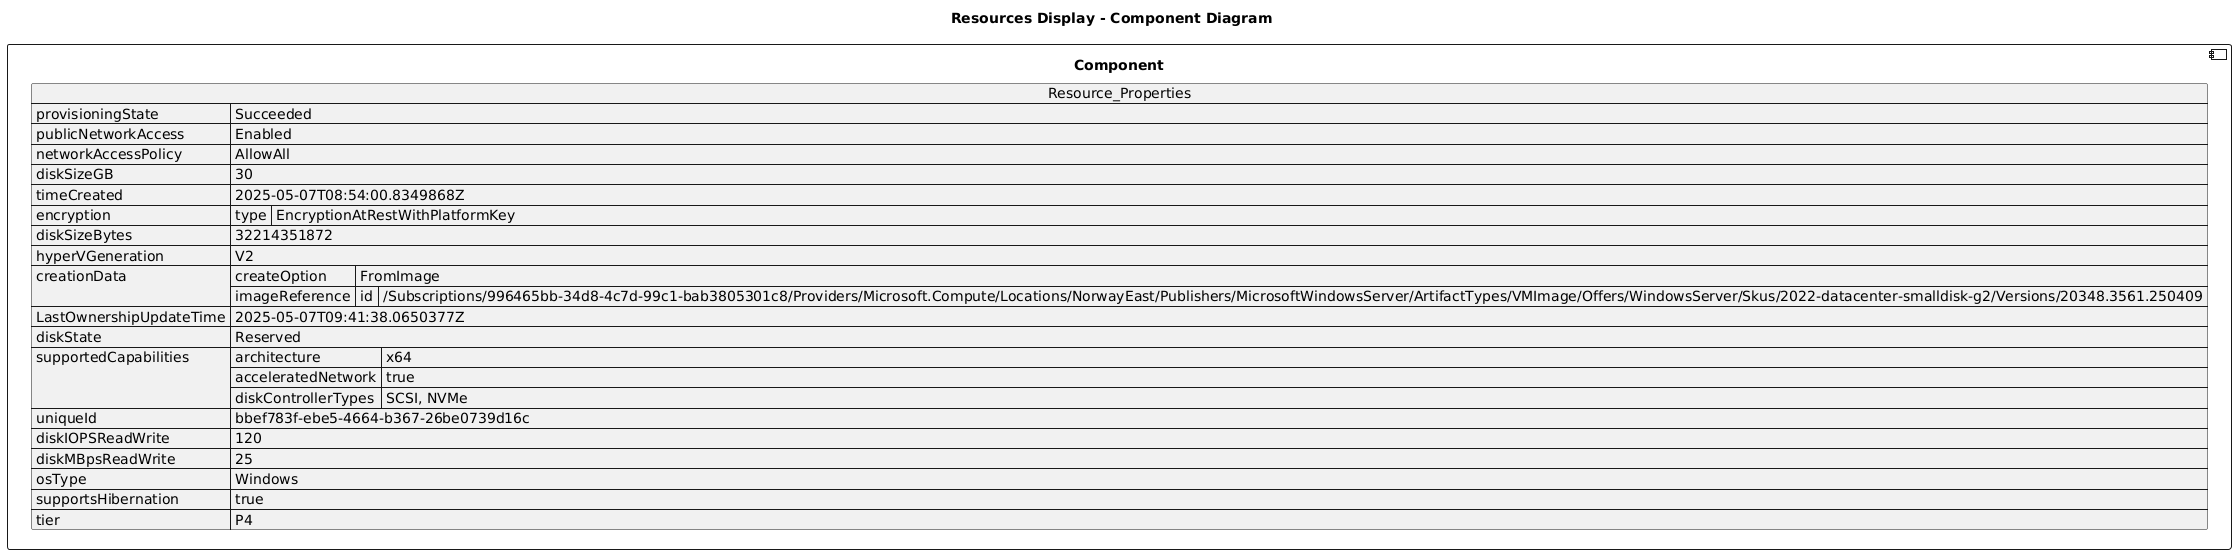 Resources Display - Component Diagram
Component
Resource_Properties
provisioningState Succeeded
publicNetworkAccess Enabled
networkAccessPolicy AllowAll
diskSizeGB 30
timeCreated 2025-05-07T08:54:00.8349868Z
encryption type EncryptionAtRestWithPlatformKey
diskSizeBytes 32214351872
hyperVGeneration V2
creationData createOption FromImage
imageReference id /Subscriptions/996465bb-34d8-4c7d-99c1-bab3805301c8/Providers/Microsoft.Compute/Locations/NorwayEast/Publishers/MicrosoftWindowsServer/ArtifactTypes/VMImage/Offers/WindowsServer/Skus/2022-datacenter-smalldisk-g2/Versions/20348.3561.250409
LastOwnershipUpdateTime 2025-05-07T09:41:38.0650377Z
diskState Reserved
supportedCapabilities architecture x64
acceleratedNetwork true
diskControllerTypes SCSI, NVMe
uniqueId bbef783f-ebe5-4664-b367-26be0739d16c
diskIOPSReadWrite 120
diskMBpsReadWrite 25
osType Windows
supportsHibernation true
tier P4